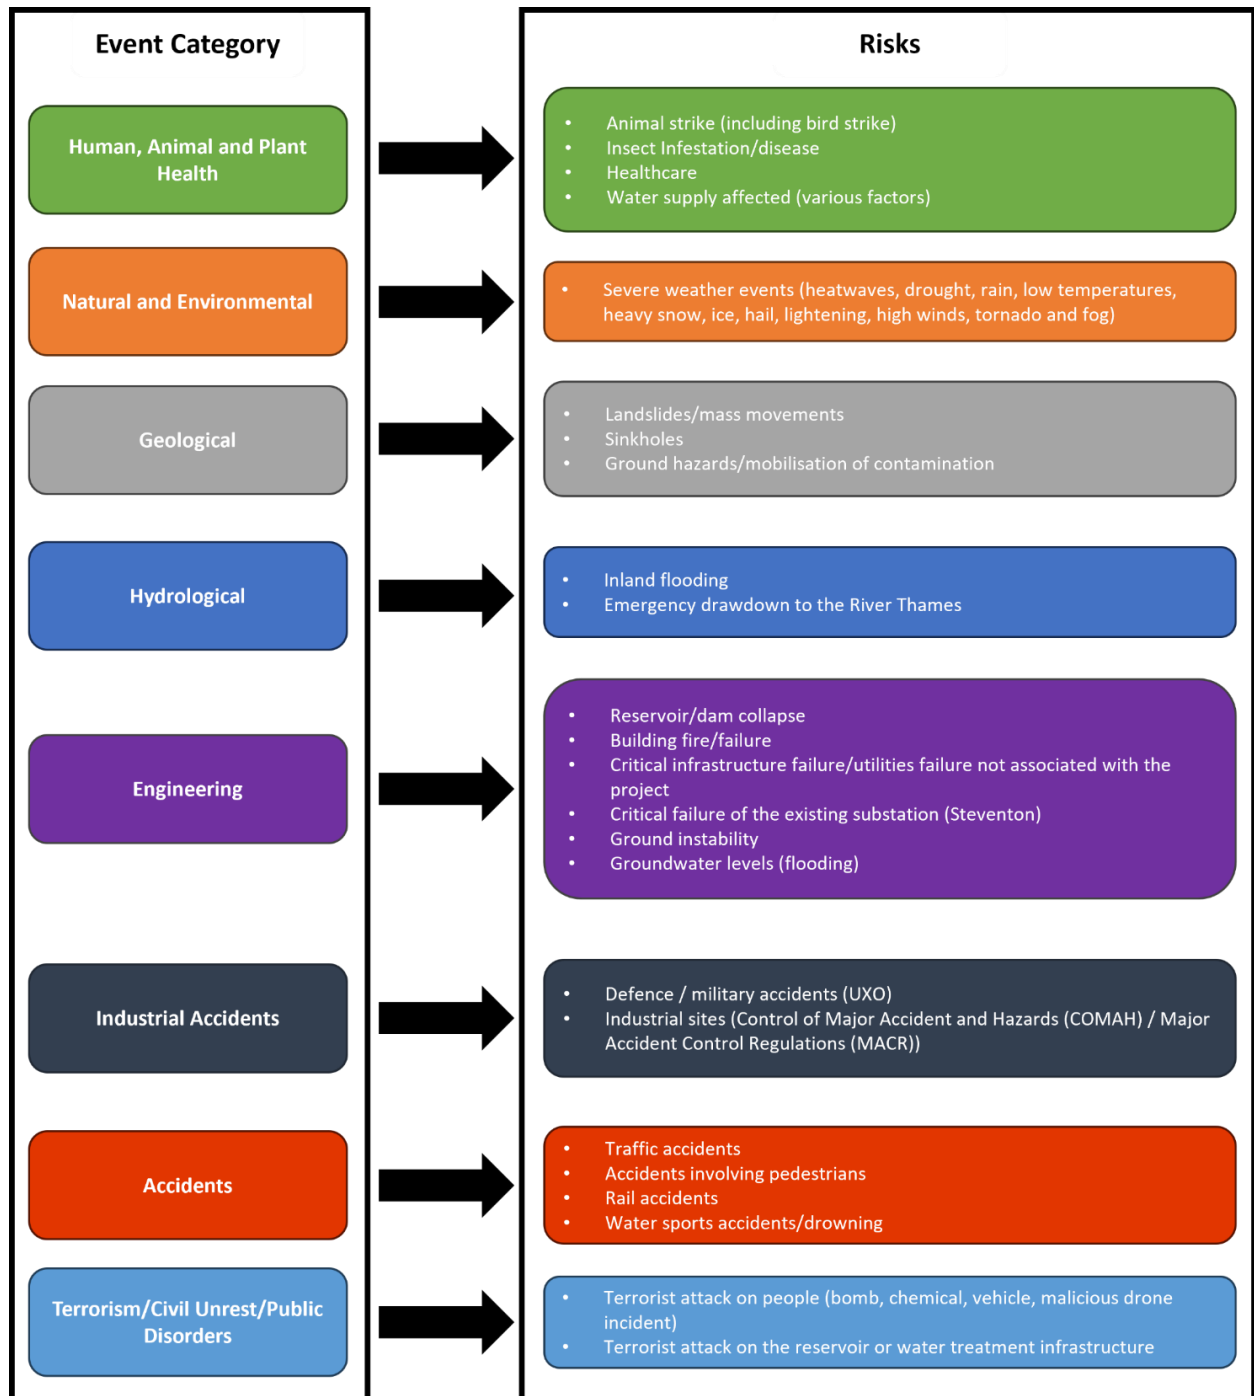 Event Category
Risks
Human, Animal and Plant
Health
• Animal strike (including bird strike)
• Insect Infestation/disease
• Healthcare
• Water supply affected (various factors)
Natural and Environmental
• Severe weather events (heatwaves, drought, rain, low temperatures,
heavy snow, ice, hail, lightening, high winds, tornado and fog)
Geological
• Landslides/mass movements
• Sinkholes
• Ground hazards/mobilisation of contamination
Hydrological
• Inland flooding
• Emergency drawdown to the River Thames
Engineering
• Reservoir/dam collapse
• Building fire/failure
• Critical infrastructure failure/utilities failure not associated with the
project
• Critical failure of the existing substation (Steventon)
• Ground instability
• Groundwater levels (flooding)
Industrial Accidents
• Defence / military accidents (UXO)
• Industrial sites (Control of Major Accident and Hazards (COMAH) / Major
Accident Control Regulations (MACR))
Accidents
• Traffic accidents
• Accidents involving pedestrians
• Rail accidents
• Water sports accidents/drowning
Terrorism/Civil Unrest/Public
Disorders
• Terrorist attack on people (bomb, chemical, vehicle, malicious drone
incident)
• Terrorist attack on the reservoir or water treatment infrastructure